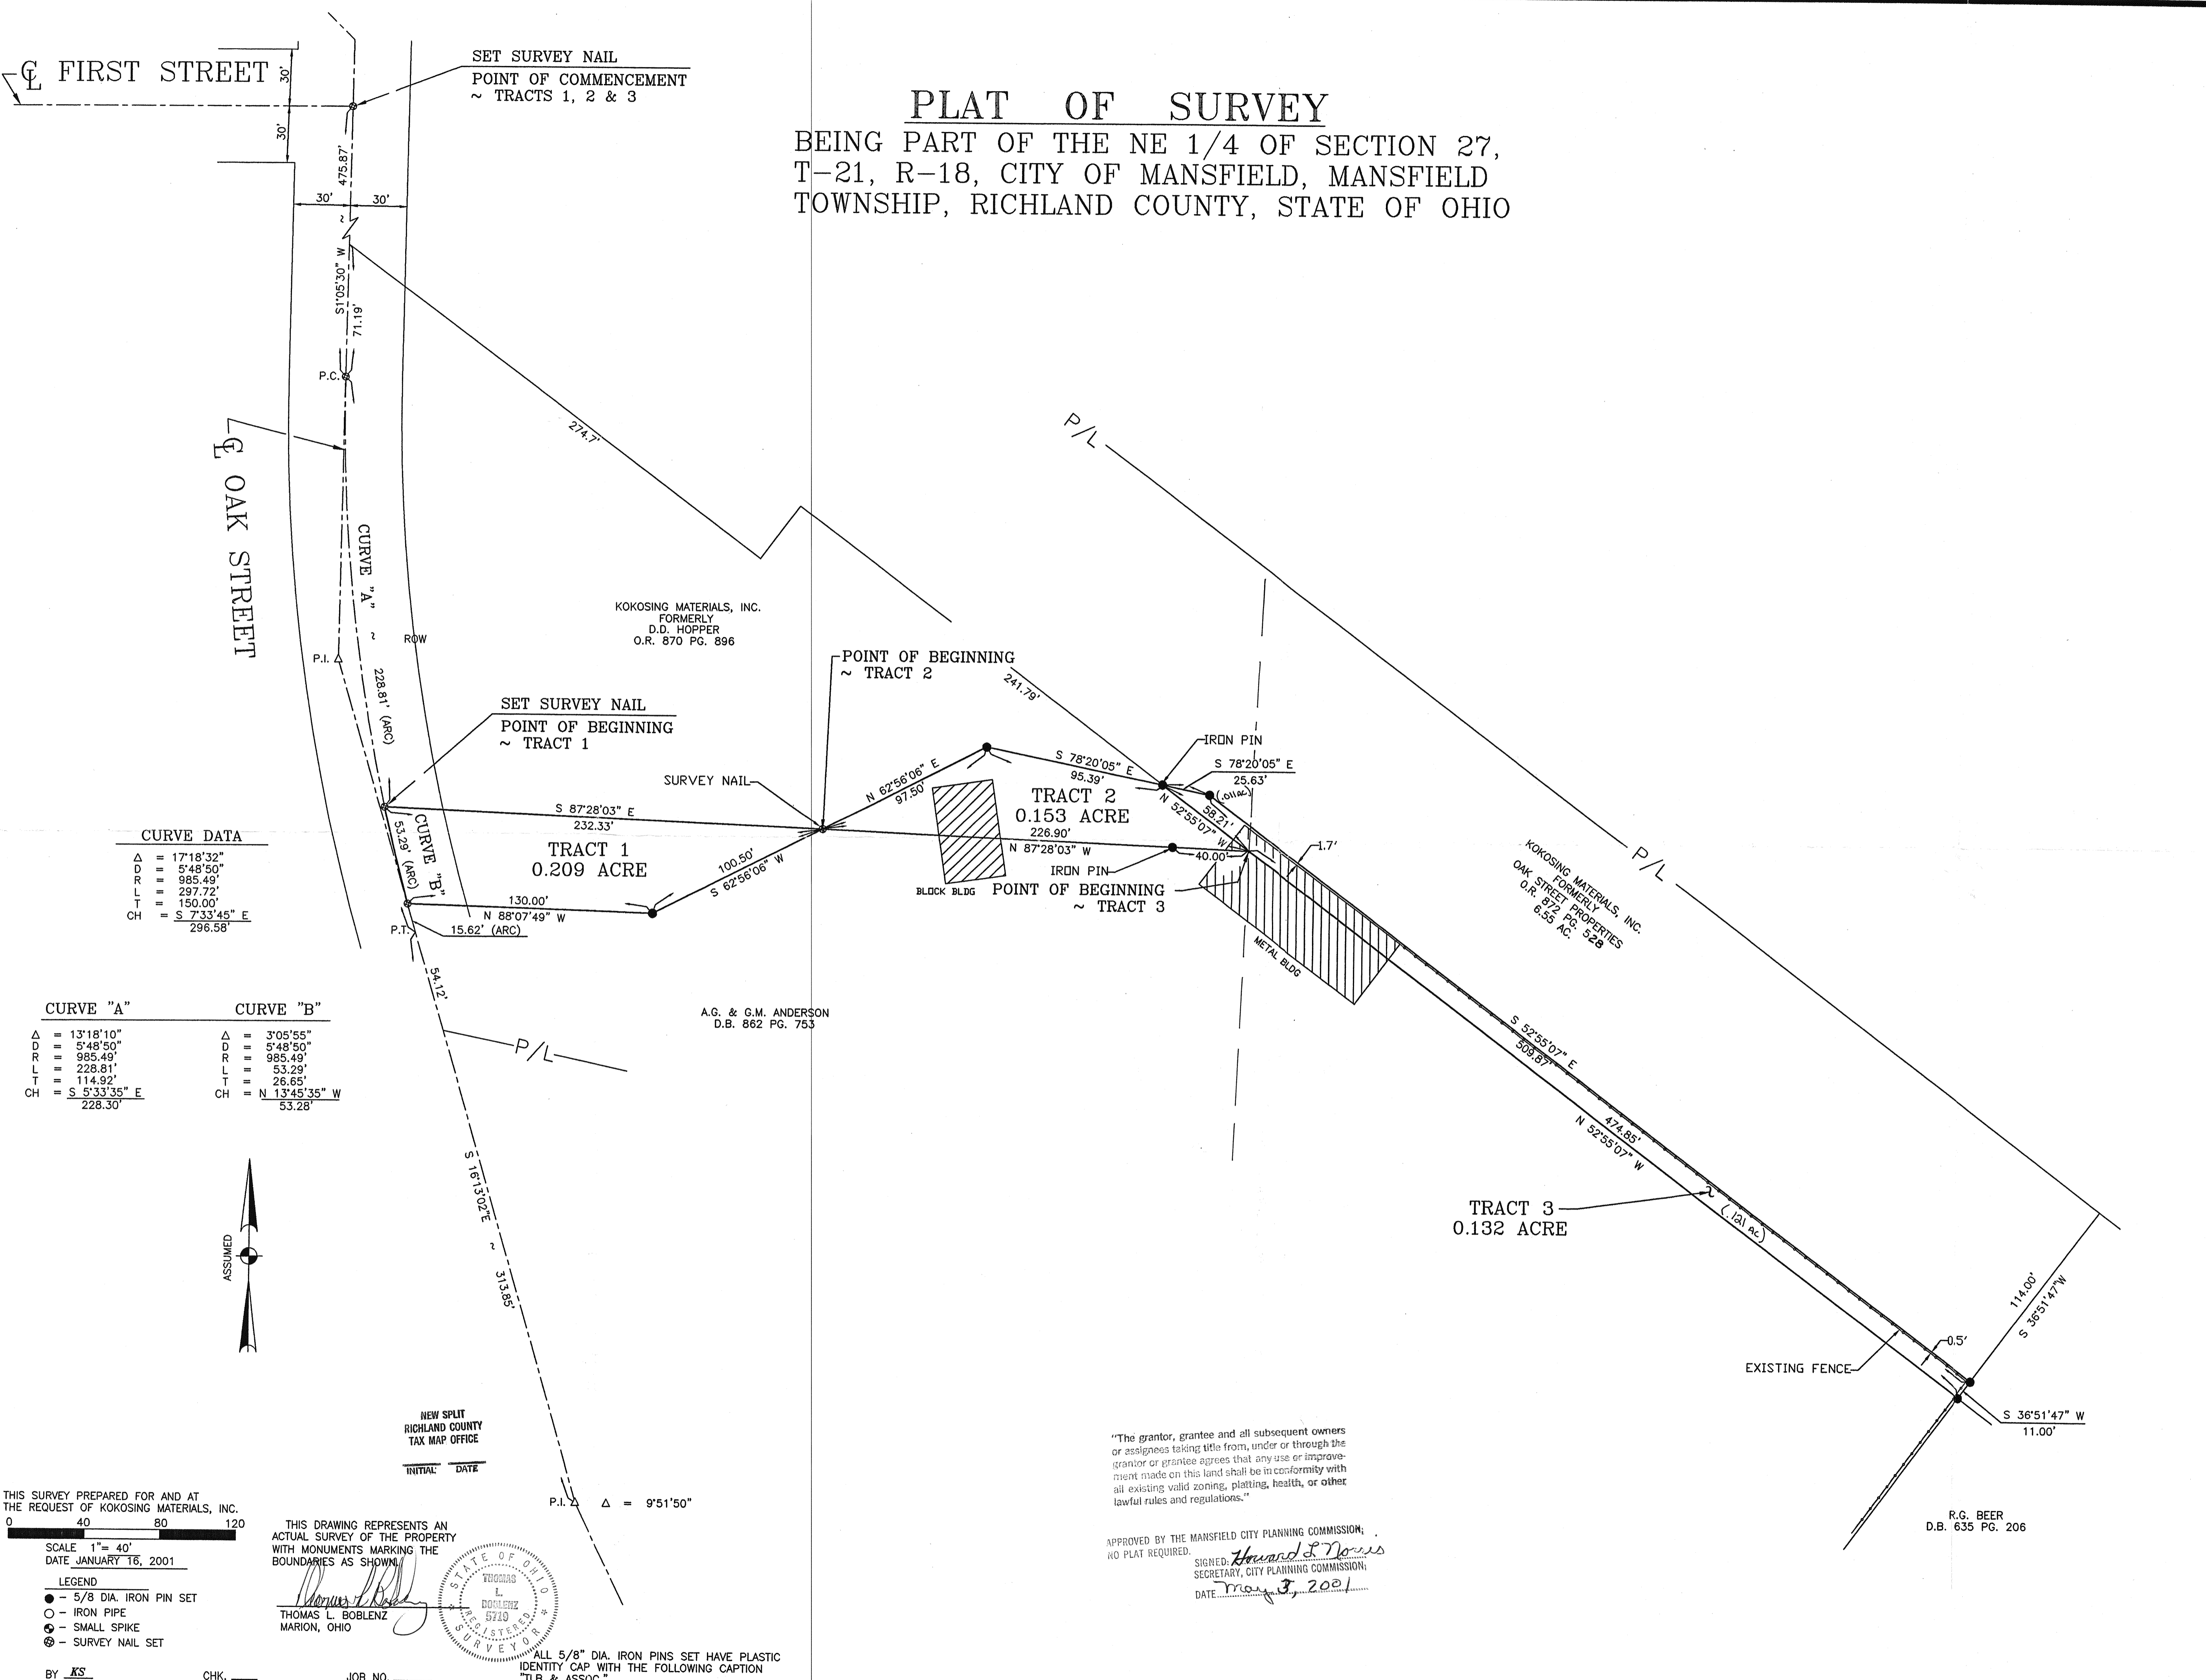 PLAT OF SURVEY
BEING PART OF THE NE 1/4 OF SECTION 27,
T-21, R-18, CITY OF MANSFIELD, MANSFIELD
TOWNSHIP, RICHLAND COUNTY, STATE OF OHIO
℄ FIRST STREET
30'
30'
SET SURVEY NAIL
POINT OF COMMENCEMENT
~ TRACTS 1, 2 & 3
475.87'
~
30'
30'
S1°05'30" W
71.19'
P.C.
274.7'
℄ OAK STREET
CURVE "A" ~ 228.81' (ARC)
ROW
P.I.
P/L
KOKOSING MATERIALS, INC.
FORMERLY
D.D. HOPPER
O.R. 870 PG. 896
POINT OF BEGINNING
~ TRACT 2
241.79'
SET SURVEY NAIL
POINT OF BEGINNING
~ TRACT 1
SURVEY NAIL
N 62°56'06" E
97.50'
S 78°20'05" E
95.39'
IRON PIN
S 78°20'05" E
25.63'
(.011AC)
58.21'
N 52°55'07" W
TRACT 2
0.153 ACRE
226.90'
N 87°28'03" W
40.00'
IRON PIN
1.7'
S 87°28'03" E
232.33'
TRACT 1
0.209 ACRE
CURVE "B"
53.29' (ARC)
100.50'
S 62°56'06" W
130.00'
N 88°07'49" W
P.T.
15.62' (ARC)
BLOCK BLDG
POINT OF BEGINNING
~ TRACT 3
METAL BLDG
P/L
KOKOSING MATERIALS, INC.
FORMERLY
OAK STREET PROPERTIES
O.R. 872 PG. 528
6.55 AC.
CURVE DATA
Δ = 17°18'32"
D = 5°48'50"
R = 985.49'
L = 297.72'
T = 150.00'
CH = S 7°33'45" E
296.58'
54.12'
P/L
A.G. & G.M. ANDERSON
D.B. 862 PG. 753
CURVE "A"
Δ = 13°18'10"
D = 5°48'50"
R = 985.49'
L = 228.81'
T = 114.92'
CH = S 5°33'35" E
228.30'
CURVE "B"
Δ = 3°05'55"
D = 5°48'50"
R = 985.49'
L = 53.29'
T = 26.65'
CH = N 13°45'35" W
53.28'
S 52°55'07" E
509.87'
474.85'
N 52°55'07" W
TRACT 3
0.132 ACRE
(.121 AC)
S 16°13'02"E ~ 313.85'
ASSUMED
114.00'
S 36°51'47"W
0.5'
EXISTING FENCE
S 36°51'47" W
11.00'
NEW SPLIT
RICHLAND COUNTY
TAX MAP OFFICE
INITIAL DATE
P.I. Δ = 9°51'50"
"The grantor, grantee and all subsequent owners
or assignees taking title from, under or through the
grantor or grantee agrees that any use or improve-
ment made on this land shall be in conformity with
all existing valid zoning, platting, health, or other
lawful rules and regulations."
APPROVED BY THE MANSFIELD CITY PLANNING COMMISSION;
NO PLAT REQUIRED.
SIGNED: Howard L Norris
SECRETARY, CITY PLANNING COMMISSION;
DATE May 3, 2001
R.G. BEER
D.B. 635 PG. 206
THIS SURVEY PREPARED FOR AND AT
THE REQUEST OF KOKOSING MATERIALS, INC.
0 40 80 120
SCALE 1"= 40'
DATE JANUARY 16, 2001
LEGEND
● - 5/8 DIA. IRON PIN SET
○ - IRON PIPE
- SMALL SPIKE
- SURVEY NAIL SET
BY KS CHK. JOB NO.
THIS DRAWING REPRESENTS AN
ACTUAL SURVEY OF THE PROPERTY
WITH MONUMENTS MARKING THE
BOUNDARIES AS SHOWN.
THOMAS L. BOBLENZ
MARION, OHIO
STATE OF OHIO
THOMAS
L.
BOBLENZ
5719
REGISTERED
SURVEYOR
ALL 5/8" DIA. IRON PINS SET HAVE PLASTIC
IDENTITY CAP WITH THE FOLLOWING CAPTION
"TLB & ASSOC."